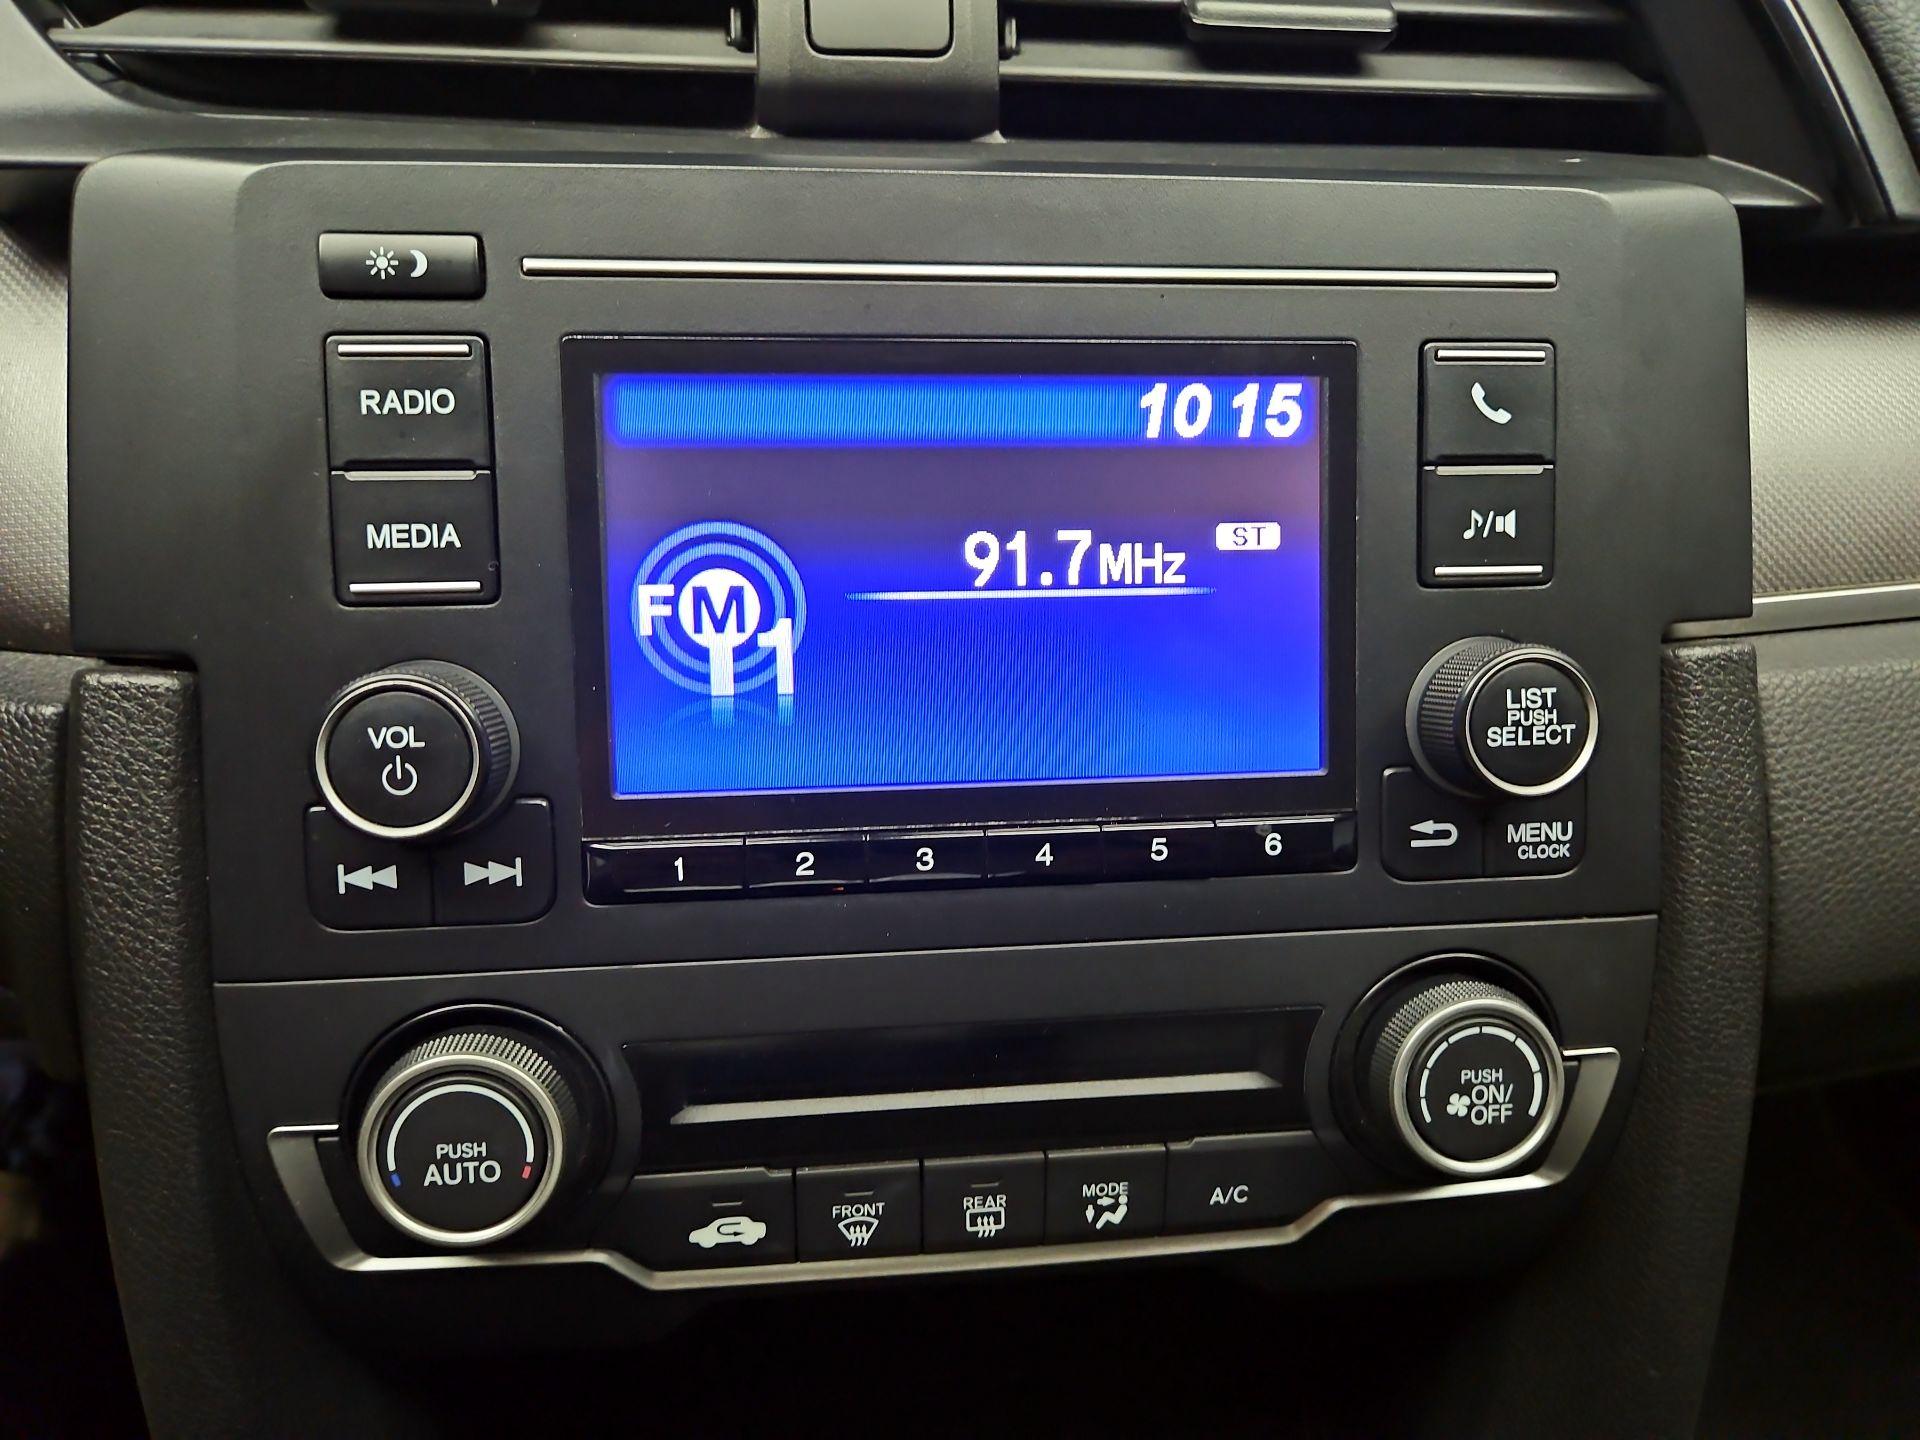 RADIO
MEDIA
10 15
91.7MHz
ST
FM
11
VOL
LIST
PUSH
SELECT
MENU
CLOCK
1 2 3 4 5 6
PUSH
AUTO
FRONT
REAR
MODE
A/C
PUSH
ON/
OFF